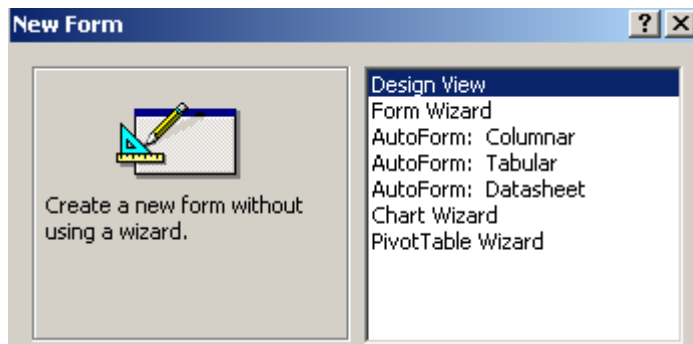 New Form
Create a new form without
using a wizard.
Design View
Form Wizard
AutoForm: Columnar
AutoForm: Tabular
AutoForm: Datasheet
Chart Wizard
PivotTable Wizard